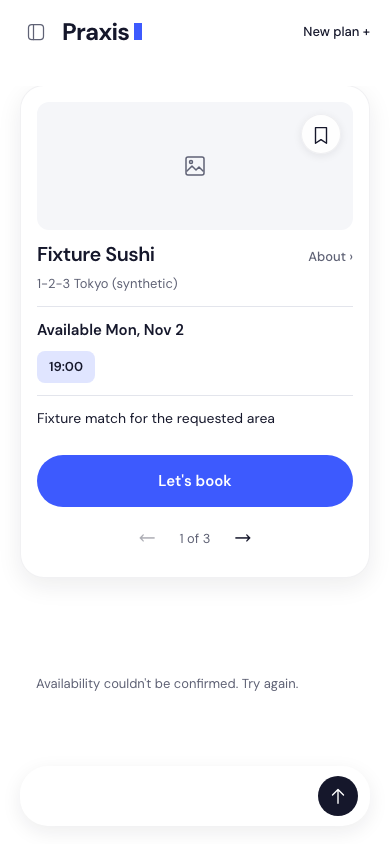 Praxis
New plan +
Fixture Sushi
About ›
1-2-3 Tokyo (synthetic)
Available Mon, Nov 2
19:00
Fixture match for the requested area
Let's book
← 1 of 3 →
Availability couldn't be confirmed. Try again.